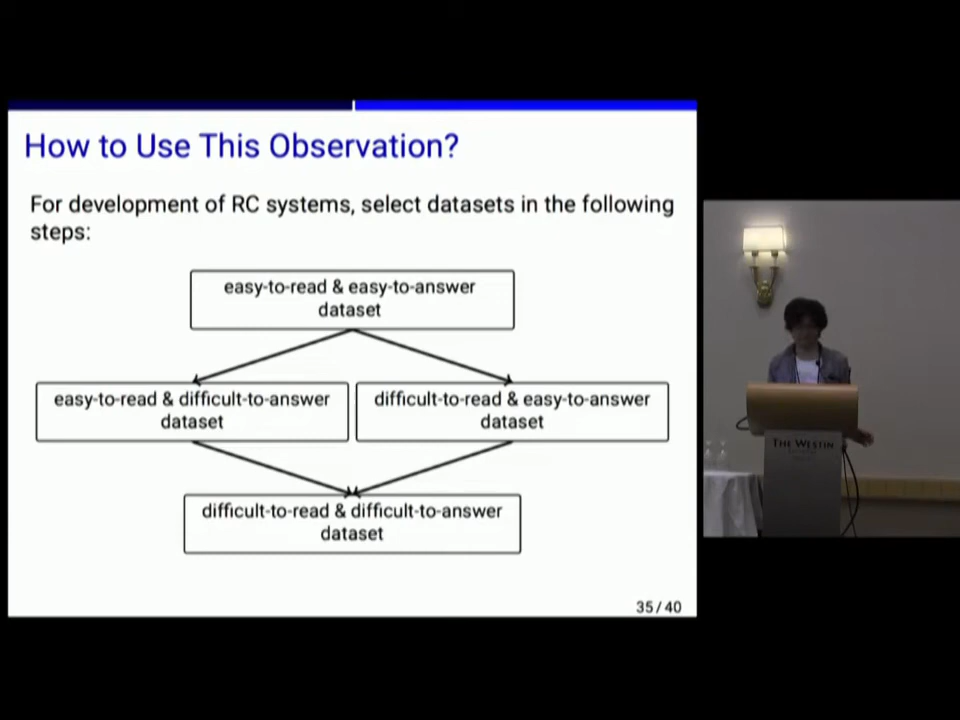 How to Use This Observation?
For development of RC systems, select datasets in the following
steps:
easy-to-read & easy-to-answer
dataset
easy-to-read & difficult-to-answer
dataset
difficult-to-read & easy-to-answer
dataset
difficult-to-read & difficult-to-answer
dataset
35 / 40
THE WESTIN